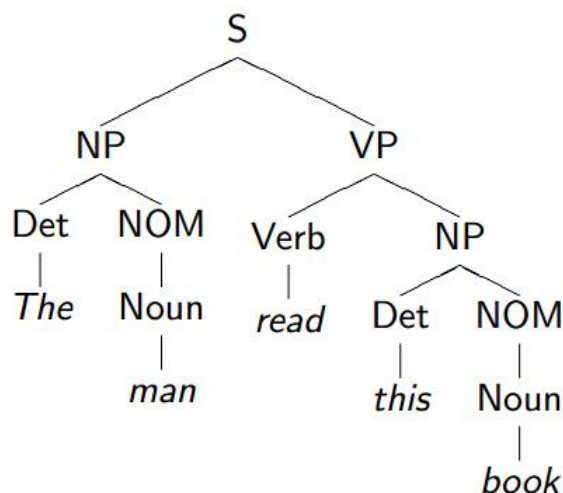 S
NP VP
Det NOM Verb NP
The Noun read Det NOM
man this Noun
book